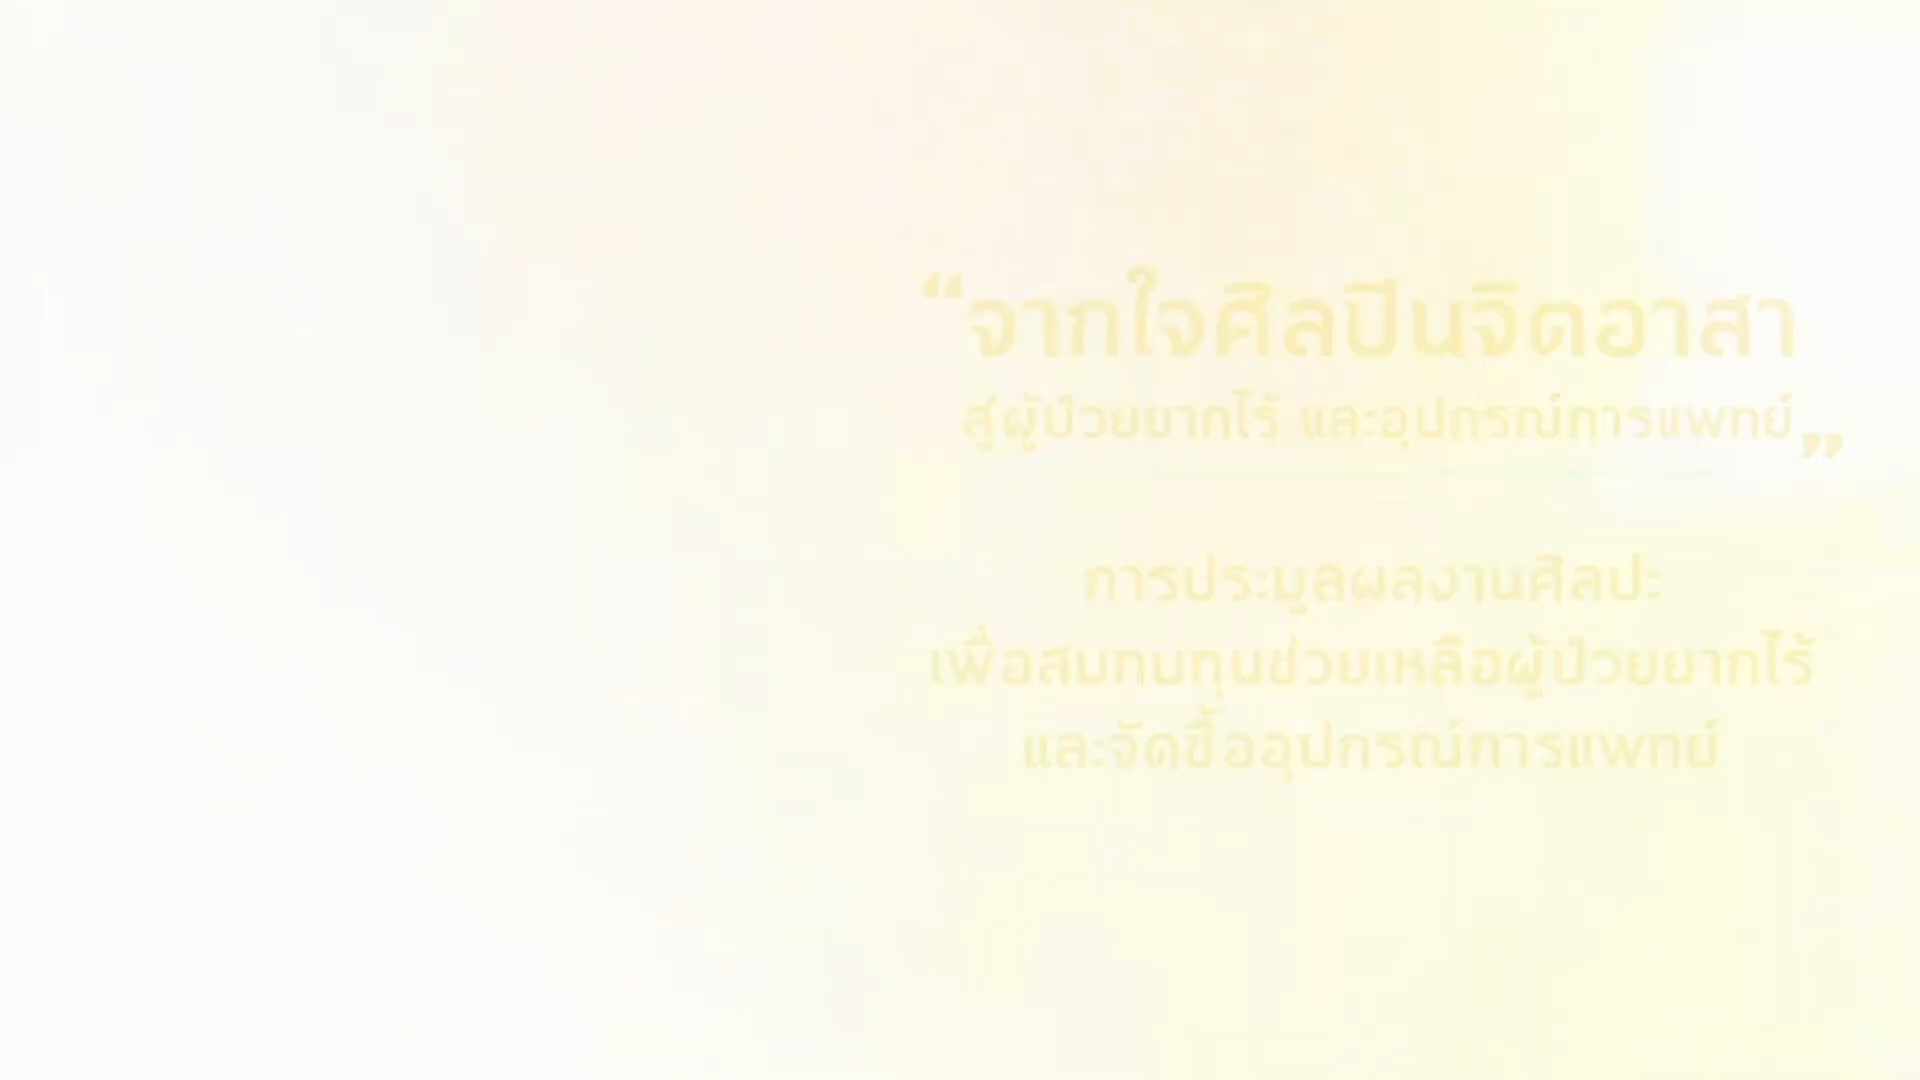 “จากใจศิลปินจิตอาสา
สู่ผู้ป่วยยากไร้ และอุปกรณ์การแพทย์”
การประมูลผลงานศิลปะ
เพื่อสมทบทุนช่วยเหลือผู้ป่วยยากไร้
และจัดซื้ออุปกรณ์การแพทย์